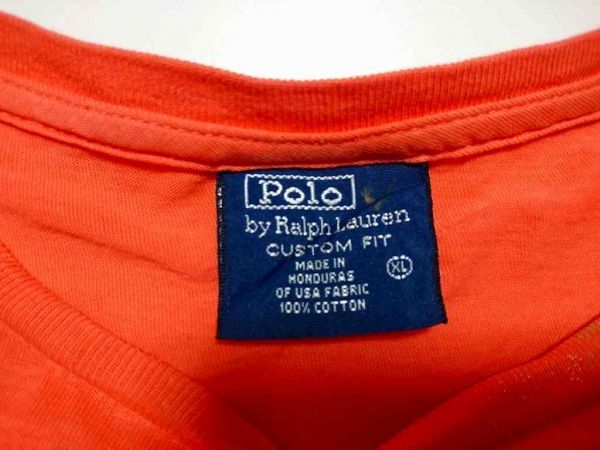 Polo
by Ralph Lauren
CUSTOM FIT
MADE IN
HONDURAS
OF USA FABRIC
100% COTTON
XL